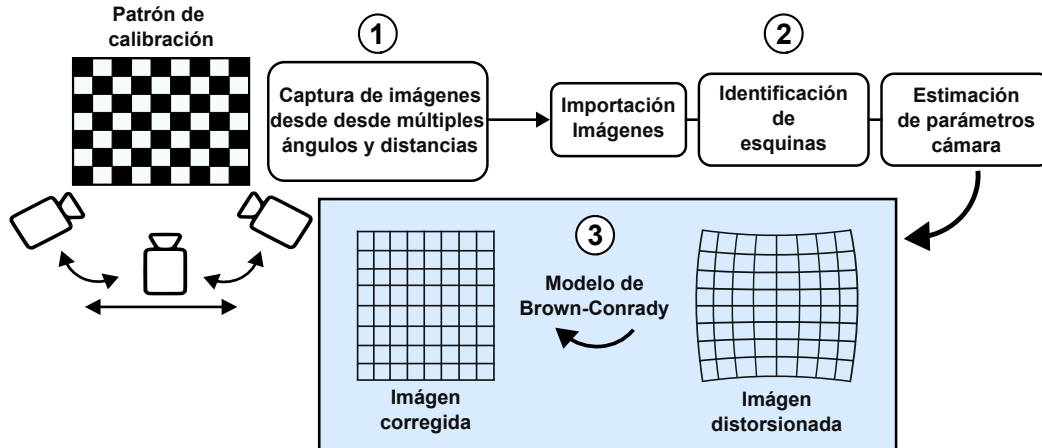 Patrón de
calibración
1
Captura de imágenes
desde desde múltiples
ángulos y distancias
2
Importación
Imágenes
Identificación
de
esquinas
Estimación
de parámetros
cámara
3
Modelo de
Brown-Conrady
Imágen
corregida
Imágen
distorsionada